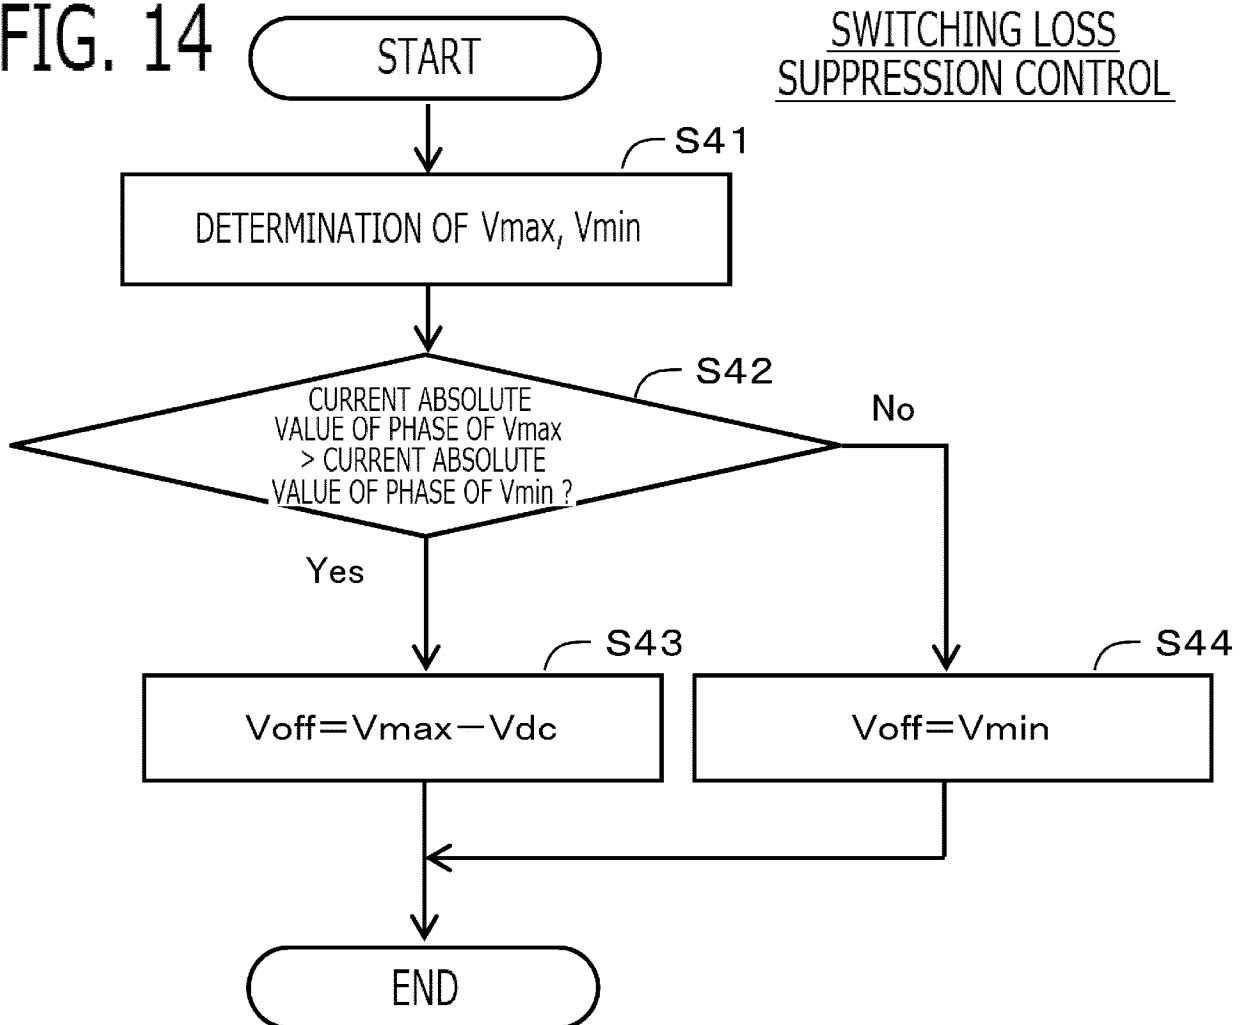 FIG. 14
SWITCHING LOSS
SUPPRESSION CONTROL
START
S41
DETERMINATION OF Vmax, Vmin
S42
CURRENT ABSOLUTE
VALUE OF PHASE OF Vmax
> CURRENT ABSOLUTE
VALUE OF PHASE OF Vmin ?
No
Yes
S43
Voff=Vmax−Vdc
S44
Voff=Vmin
END